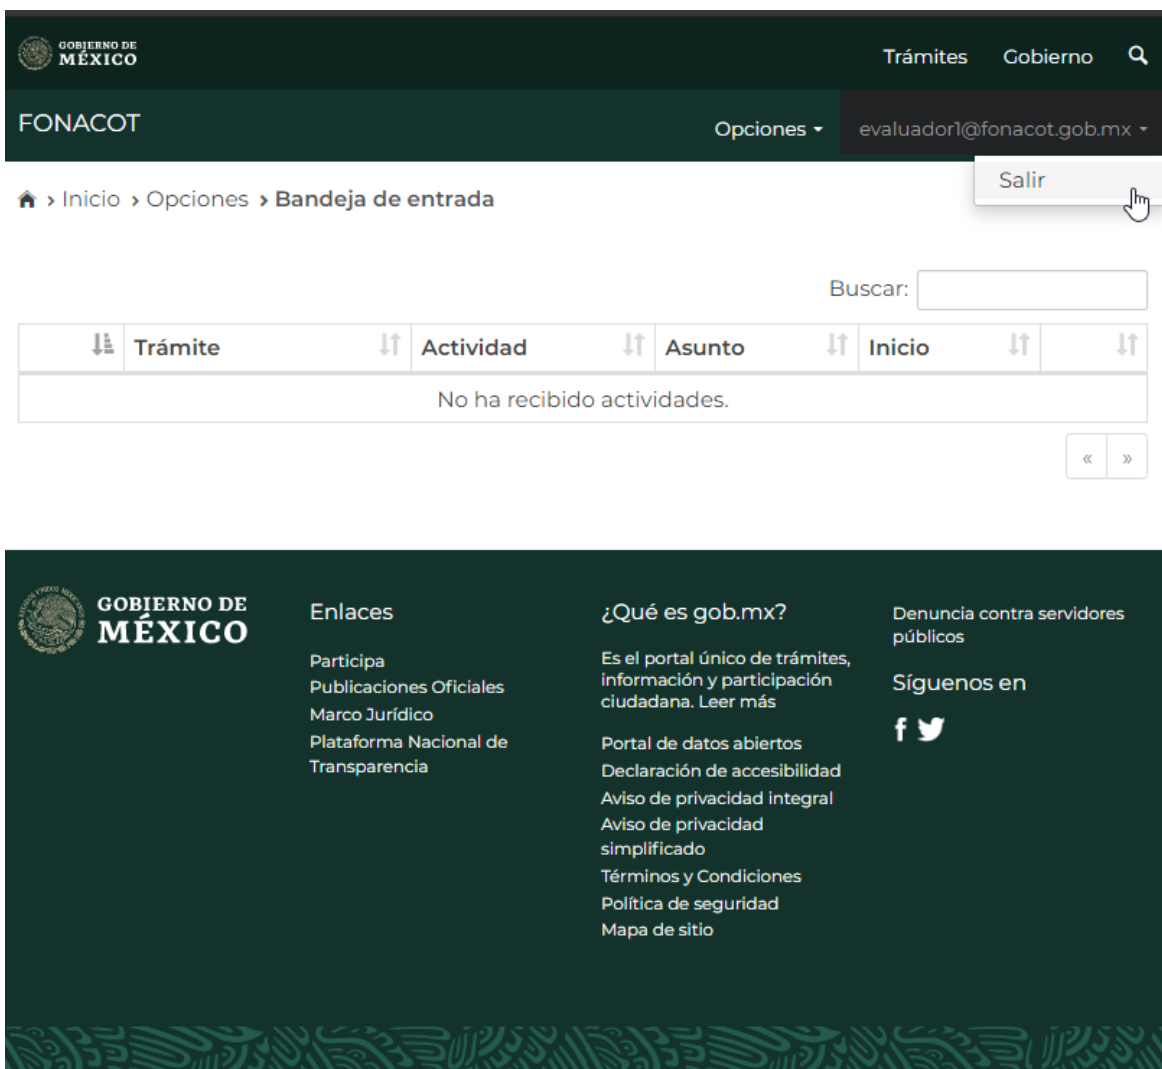 GOBIERNO DE
MÉXICO
Trámites Gobierno
FONACOT
Opciones evaluador1@fonacot.gob.mx
Salir
Inicio Opciones Bandeja de entrada
Buscar:
Trámite Actividad Asunto Inicio
No ha recibido actividades.
« »
GOBIERNO DE
MÉXICO
Enlaces
Participa
Publicaciones Oficiales
Marco Jurídico
Plataforma Nacional de
Transparencia
¿Qué es gob.mx?
Es el portal único de trámites,
información y participación
ciudadana. Leer más
Portal de datos abiertos
Declaración de accesibilidad
Aviso de privacidad integral
Aviso de privacidad
simplificado
Términos y Condiciones
Política de seguridad
Mapa de sitio
Denuncia contra servidores
públicos
Síguenos en